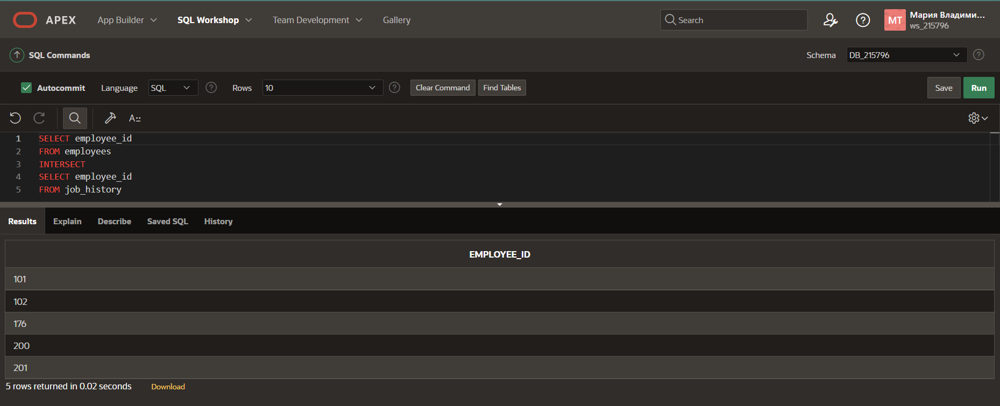 APEX App Builder SQL Workshop Team Development Gallery Search MT Мария Владими...
ws_215796
SQL Commands Schema DB_215796
Autocommit Language SQL Rows 10 Clear Command Find Tables Save Run
A::
1 SELECT employee_id
2 FROM employees
3 INTERSECT
4 SELECT employee_id
5 FROM job_history
Results Explain Describe Saved SQL History
EMPLOYEE_ID
101
102
176
200
201
5 rows returned in 0.02 seconds Download